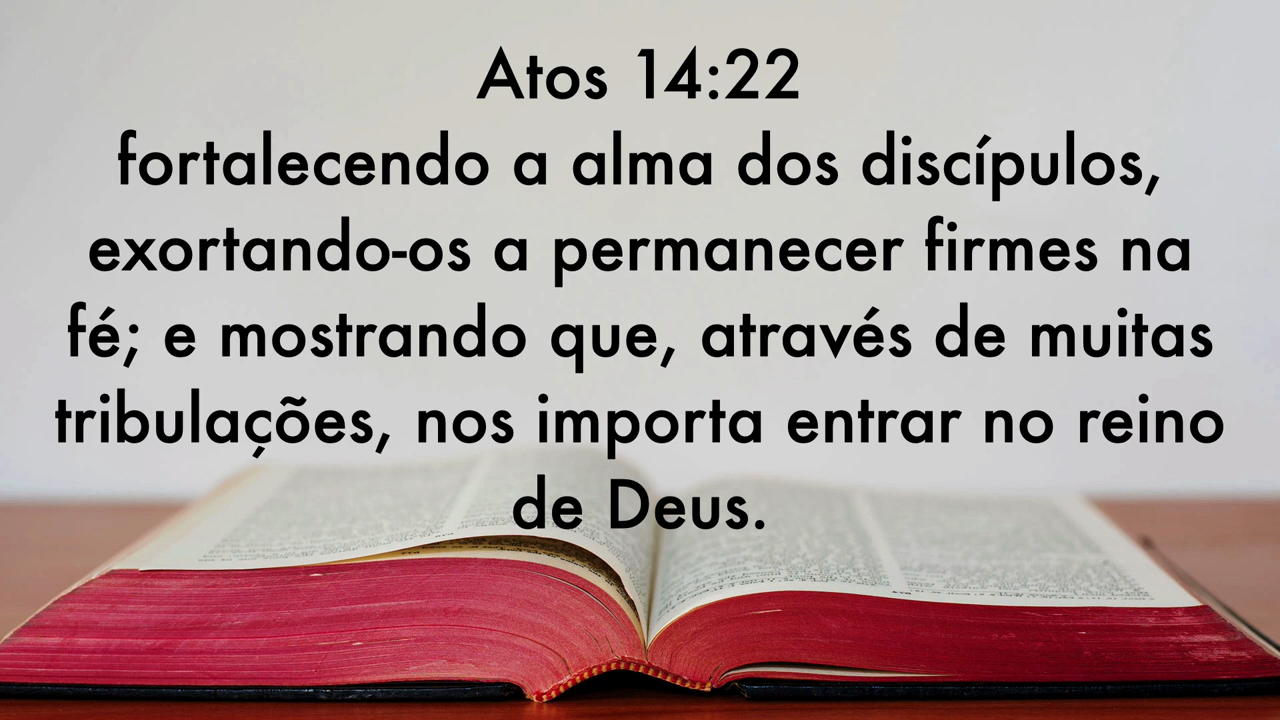 Atos 14:22
fortalecendo a alma dos discípulos,
exortando-os a permanecer firmes na
fé; e mostrando que, através de muitas
tribulações, nos importa entrar no reino
de Deus.